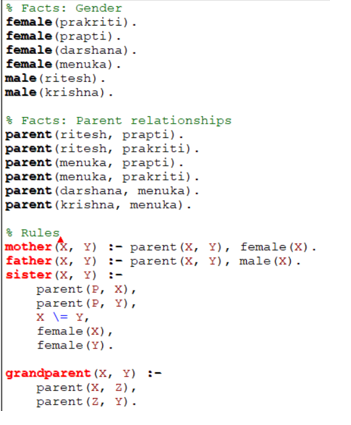 % Facts: Gender
female(prakriti).
female(prapti).
female(darshana).
female(menuka).
male(ritesh).
male(krishna).

% Facts: Parent relationships
parent(ritesh, prapti).
parent(ritesh, prakriti).
parent(menuka, prapti).
parent(menuka, prakriti).
parent(darshana, menuka).
parent(krishna, menuka).

% Rules
mother(X, Y) :- parent(X, Y), female(X).
father(X, Y) :- parent(X, Y), male(X).
sister(X, Y) :-
    parent(P, X),
    parent(P, Y),
    X \= Y,
    female(X),
    female(Y).

grandparent(X, Y) :-
    parent(X, Z),
    parent(Z, Y).